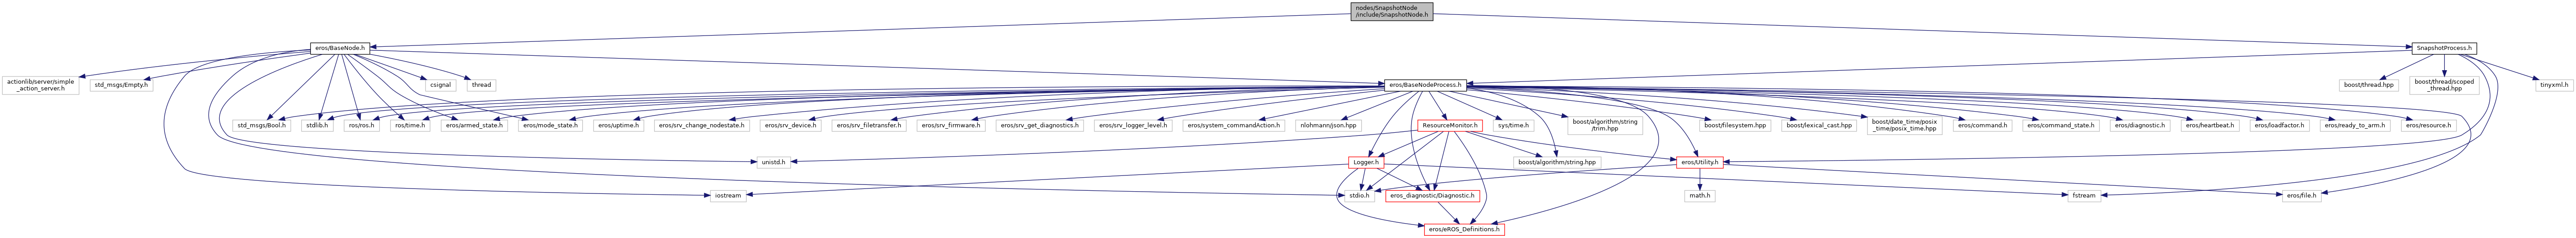 nodes/SnapshotNode
/include/SnapshotNode.h
eros/BaseNode.h
SnapshotProcess.h
actionlib/server/simple
_action_server.h
std_msgs/Empty.h
csignal
thread
eros/BaseNodeProcess.h
boost/thread.hpp
boost/thread/scoped
_thread.hpp
tinyxml.h
std_msgs/Bool.h
stdlib.h
ros/ros.h
ros/time.h
eros/armed_state.h
eros/mode_state.h
eros/uptime.h
eros/srv_change_nodestate.h
eros/srv_device.h
eros/srv_filetransfer.h
eros/srv_firmware.h
eros/srv_get_diagnostics.h
eros/srv_logger_level.h
eros/system_commandAction.h
nlohmann/json.hpp
ResourceMonitor.h
sys/time.h
boost/algorithm/string
/trim.hpp
boost/filesystem.hpp
boost/lexical_cast.hpp
boost/date_time/posix
_time/posix_time.hpp
eros/command.h
eros/command_state.h
eros/diagnostic.h
eros/heartbeat.h
eros/loadfactor.h
eros/ready_to_arm.h
eros/resource.h
unistd.h
Logger.h
boost/algorithm/string.hpp
eros/Utility.h
iostream
stdio.h
eros_diagnostic/Diagnostic.h
math.h
fstream
eros/file.h
eros/eROS_Definitions.h